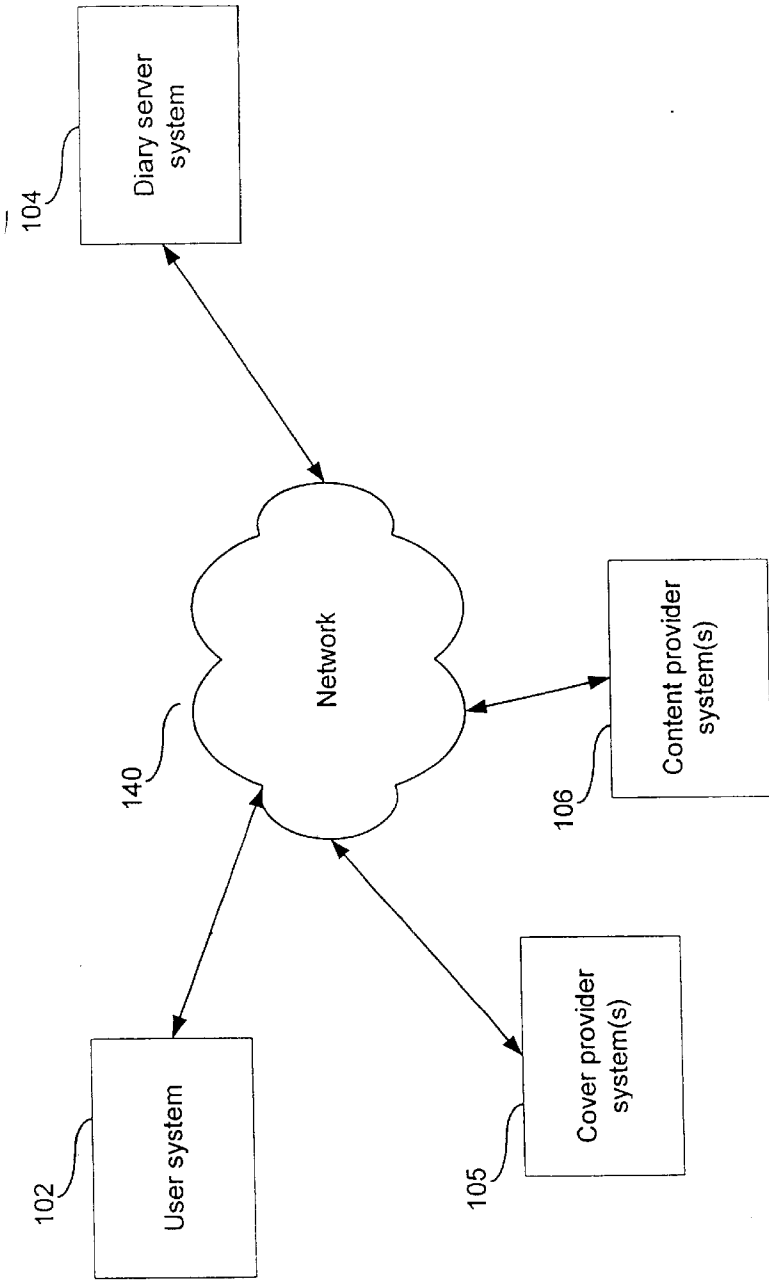 102
User system
104
Diary server
system
140
Network
105
Cover provider
system(s)
106
Content provider
system(s)